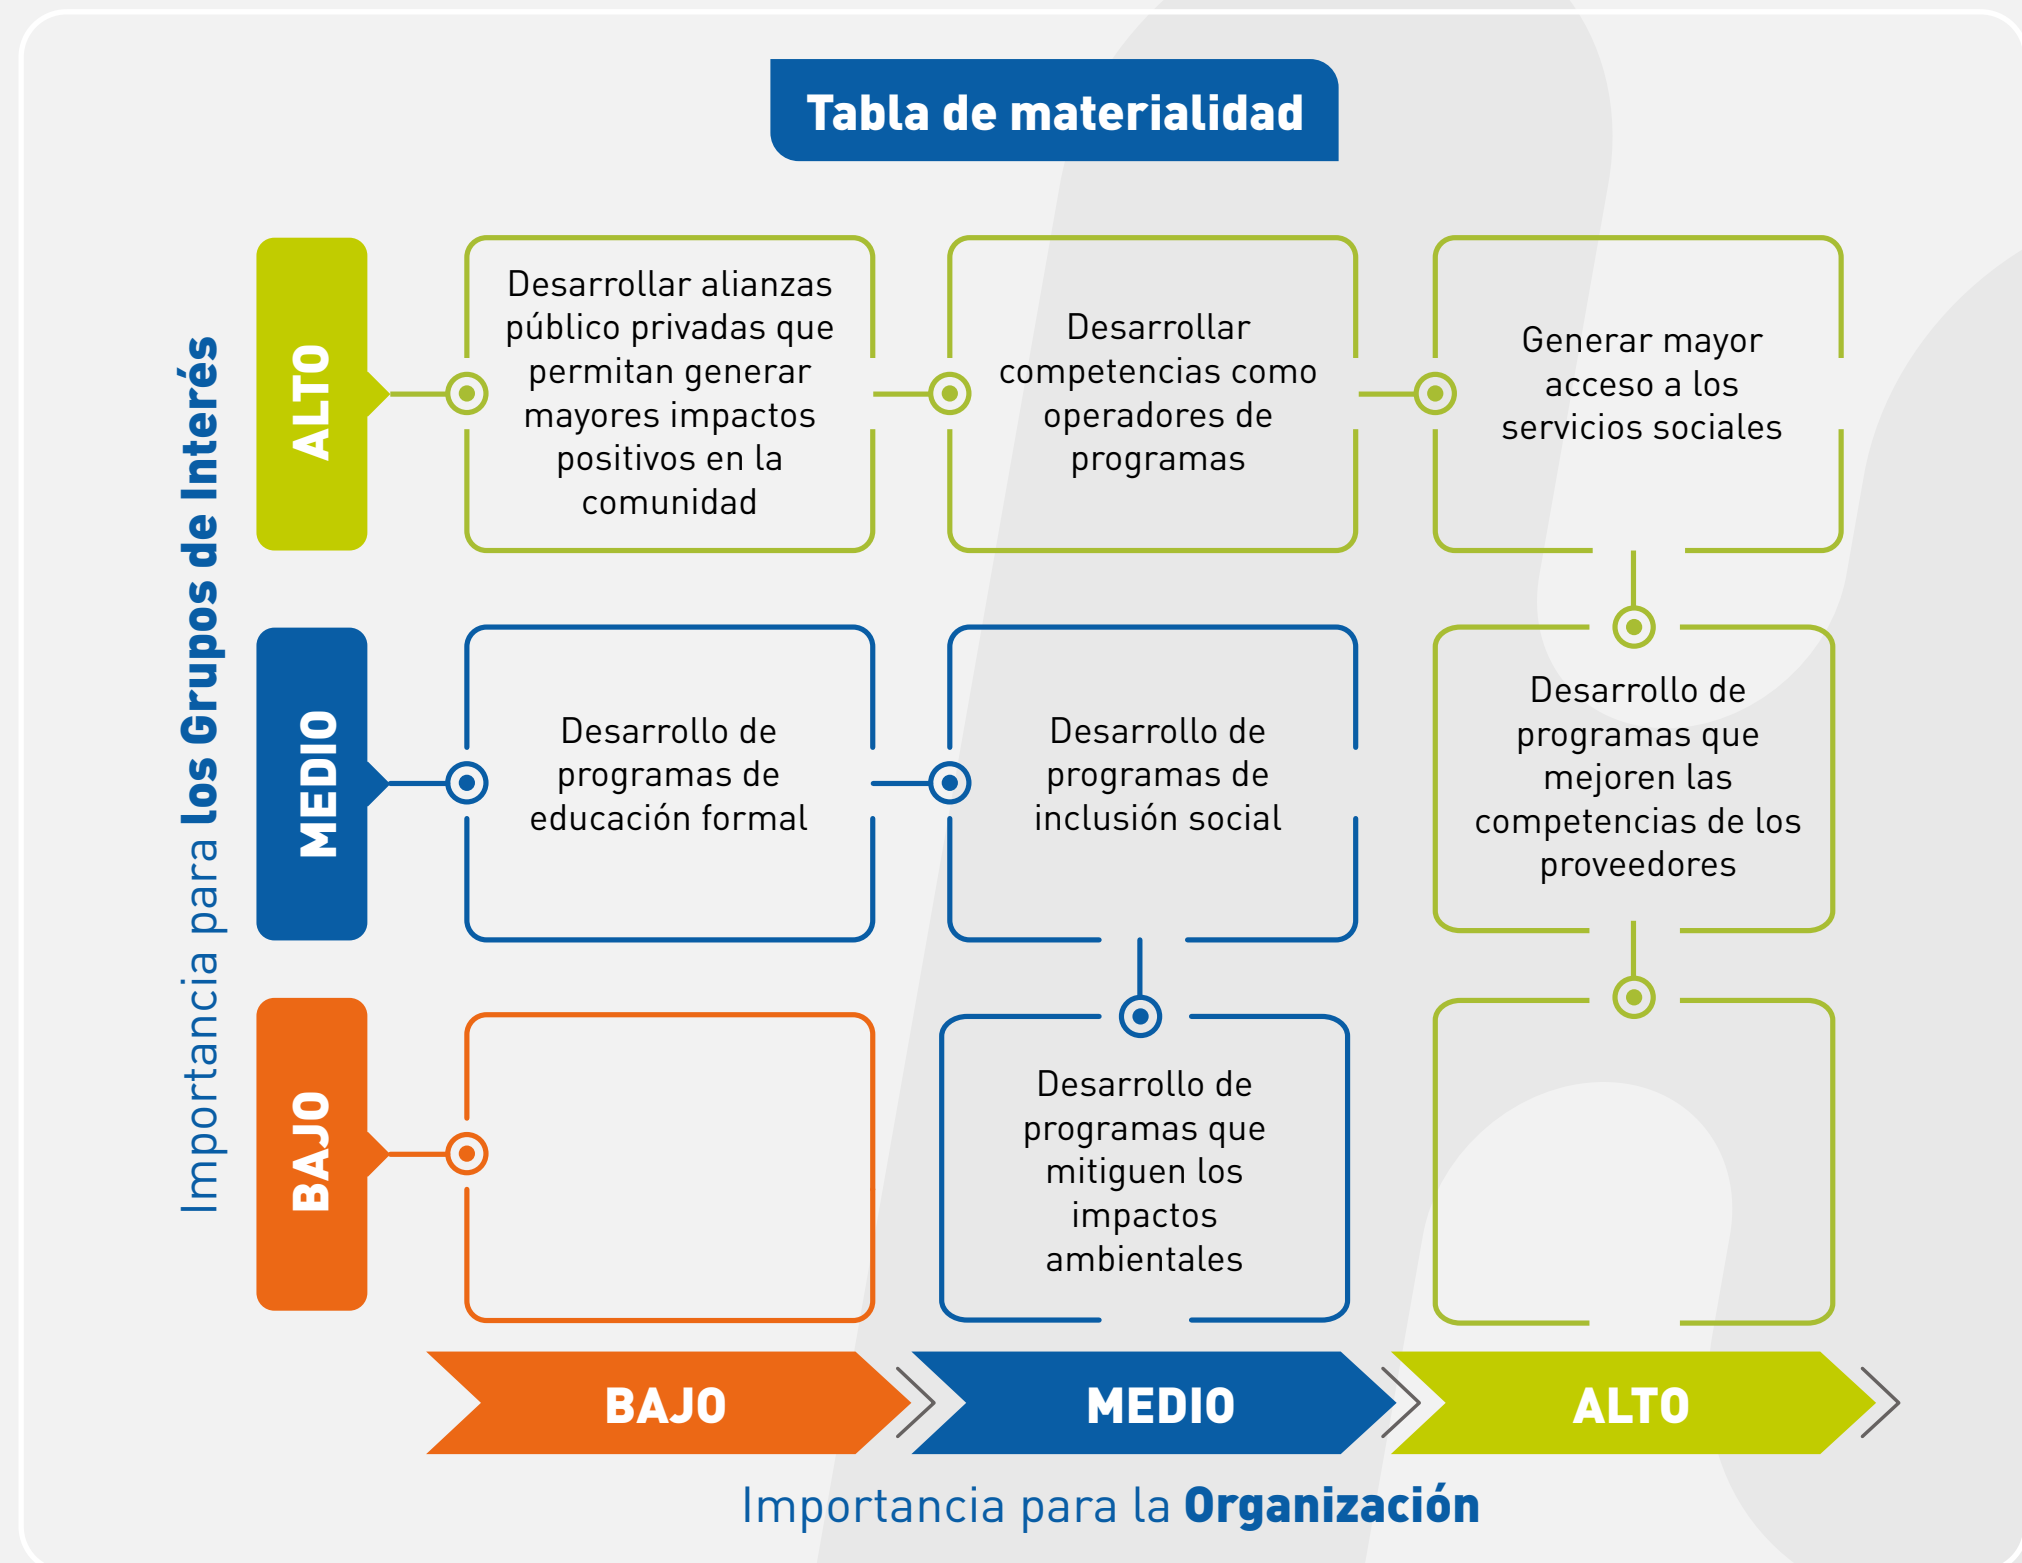 Tabla de materialidad
Importancia para los Grupos de Interés
ALTO
Desarrollar alianzas
público privadas que
permitan generar
mayores impactos
positivos en la
comunidad
Desarrollar
competencias como
operadores de
programas
Generar mayor
acceso a los
servicios sociales
MEDIO
Desarrollo de
programas de
educación formal
Desarrollo de
programas de
inclusión social
Desarrollo de
programas que
mejoren las
competencias de los
proveedores
BAJO
Desarrollo de
programas que
mitiguen los
impactos
ambientales
BAJO
MEDIO
ALTO
Importancia para la Organización